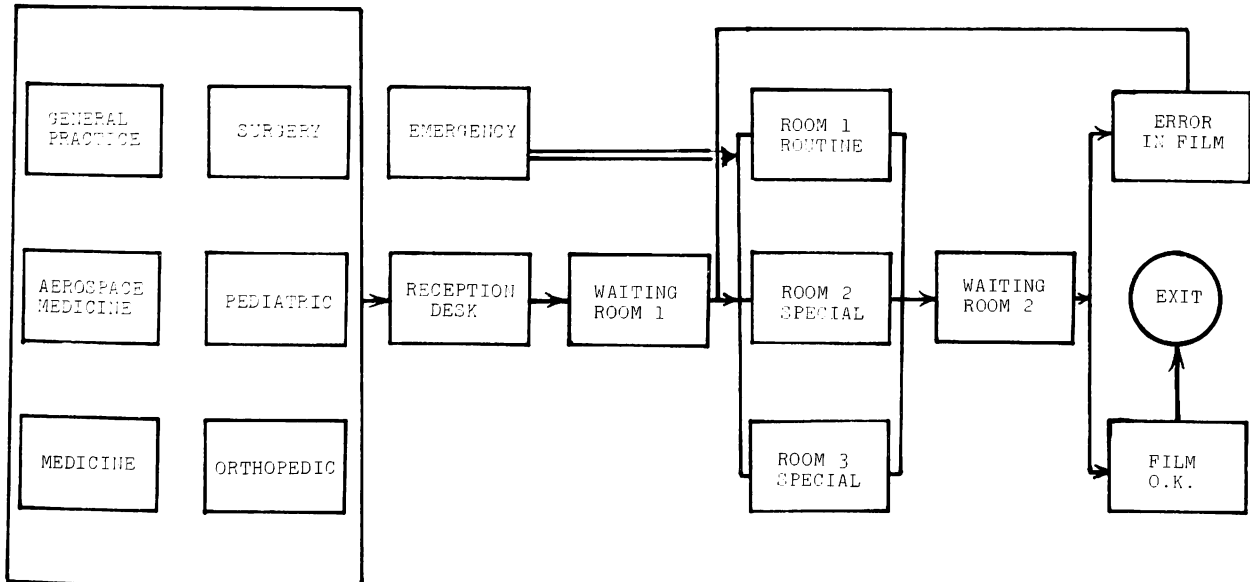 GENERAL
PRACTICE
SURGERY
EMERGENCY
ROOM 1
ROUTINE
ERROR
IN FILM
AEROSPACE
MEDICINE
PEDIATRIC
RECEPTION
DESK
WAITING
ROOM 1
ROOM 2
SPECIAL
WAITING
ROOM 2
EXIT
MEDICINE
ORTHOPEDIC
ROOM 3
SPECIAL
FILM
O.K.